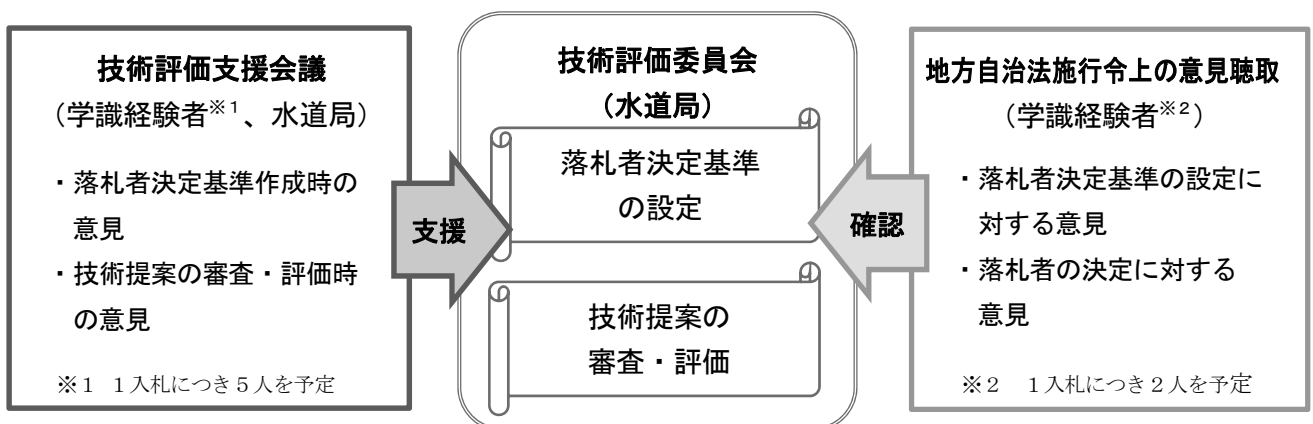 技術評価支援会議
（学識経験者※１、水道局）
・落札者決定基準作成時の
意見
・技術提案の審査・評価時
の意見
※１ １入札につき５人を予定
支援
技術評価委員会
（水道局）
落札者決定基準
の設定
技術提案の
審査・評価
確認
地方自治法施行令上の意見聴取
（学識経験者※２）
・落札者決定基準の設定に
対する意見
・落札者の決定に対する
意見
※２ １入札につき２人を予定